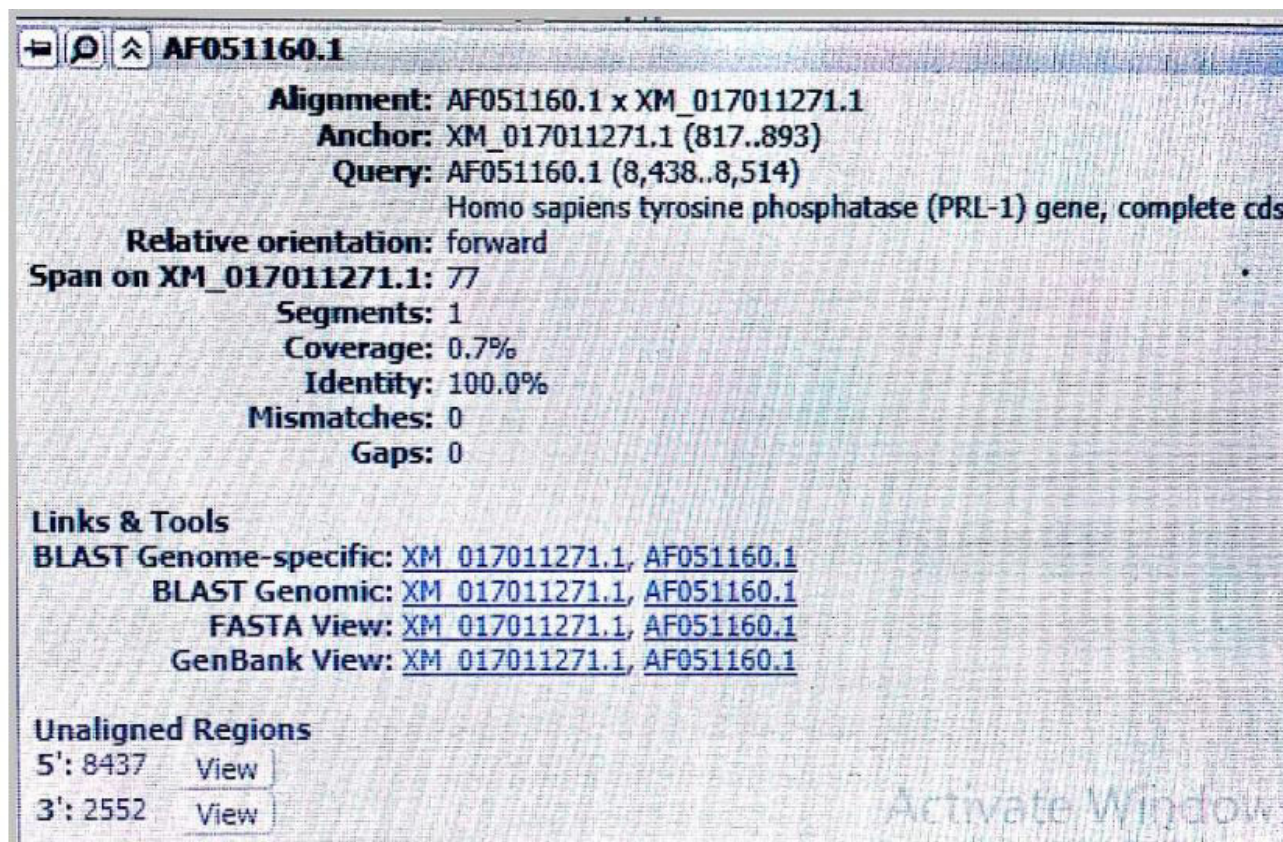 AF051160.1
Alignment: AF051160.1 x XM_017011271.1
Anchor: XM_017011271.1 (817..893)
Query: AF051160.1 (8,438..8,514)
Homo sapiens tyrosine phosphatase (PRL-1) gene, complete cds
Relative orientation: forward
Span on XM_017011271.1: 77
Segments: 1
Coverage: 0.7%
Identity: 100.0%
Mismatches: 0
Gaps: 0
Links & Tools
BLAST Genome-specific: XM_017011271.1, AF051160.1
BLAST Genomic: XM_017011271.1, AF051160.1
FASTA View: XM_017011271.1, AF051160.1
GenBank View: XM_017011271.1, AF051160.1
Unaligned Regions
5': 8437 View
3': 2552 View
Activate Window